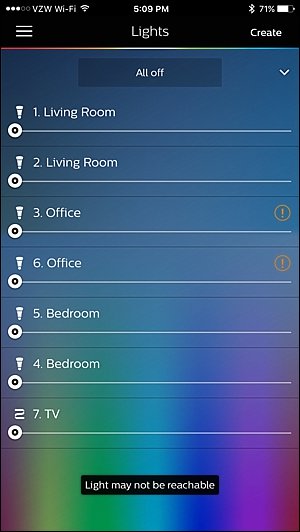 VZW Wi-Fi 5:09 PM 71%
Lights Create
All off
1. Living Room
2. Living Room
3. Office
6. Office
5. Bedroom
4. Bedroom
7. TV
Light may not be reachable